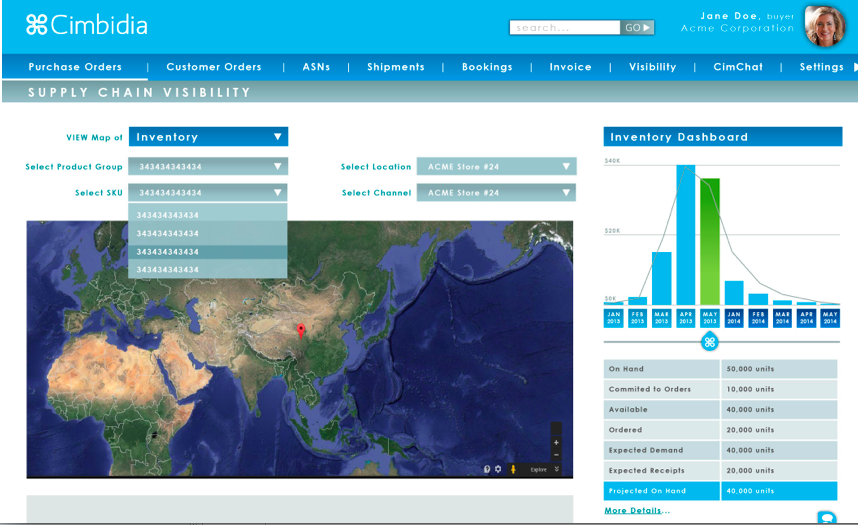 Cimbidia
search...
GO
Jane Doe, buyer
Acme Corporation
Purchase Orders | Customer Orders | ASNs | Shipments | Bookings | Invoice | Visibility | CimChat | Settings
SUPPLY CHAIN VISIBILITY
VIEW Map of Inventory
Select Product Group 343434343434
Select Location ACME Store #24
Select SKU 343434343434
Select Channel ACME Store #24
343434343434
343434343434
343434343434
343434343434
+
−
Explore
Inventory Dashboard
$40K
$20K
$0K
JAN 2013 FEB 2013 MAR 2013 APR 2013 MAY 2013 JAN 2014 FEB 2014 MAR 2014 APR 2014 MAY 2014
On Hand 50,000 units
Commited to Orders 10,000 units
Available 40,000 units
Ordered 20,000 units
Expected Demand 40,000 units
Expected Receipts 20,000 units
Projected On Hand 40,000 units
More Details...